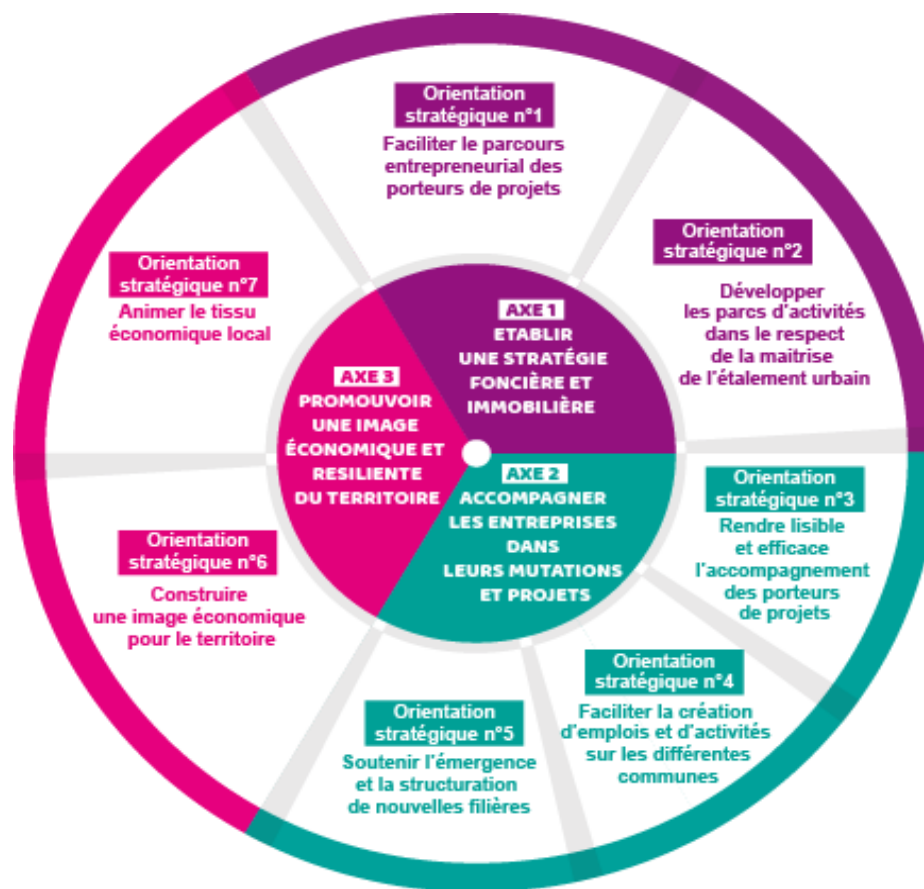 Orientation
stratégique n°1
Faciliter le parcours
entrepreneurial des
porteurs de projets
Orientation
stratégique n°2
Développer
les parcs d'activités
dans le respect
de la maitrise
de l'étalement urbain
Orientation
stratégique n°3
Rendre lisible
et efficace
l'accompagnement
des porteurs
de projets
Orientation
stratégique n°4
Faciliter la création
d'emplois et d'activités
sur les différentes
communes
Orientation
stratégique n°5
Soutenir l'émergence
et la structuration
de nouvelles filières
Orientation
stratégique n°6
Construire
une image économique
pour le territoire
Orientation
stratégique n°7
Animer le tissu
économique local
AXE 1
ETABLIR
UNE STRATÉGIE
FONCIÈRE ET
IMMOBILIÈRE
AXE 2
ACCOMPAGNER
LES ENTREPRISES
DANS
LEURS MUTATIONS
ET PROJETS
AXE 3
PROMOUVOIR
UNE IMAGE
ÉCONOMIQUE ET
RESILIENTE
DU TERRITOIRE